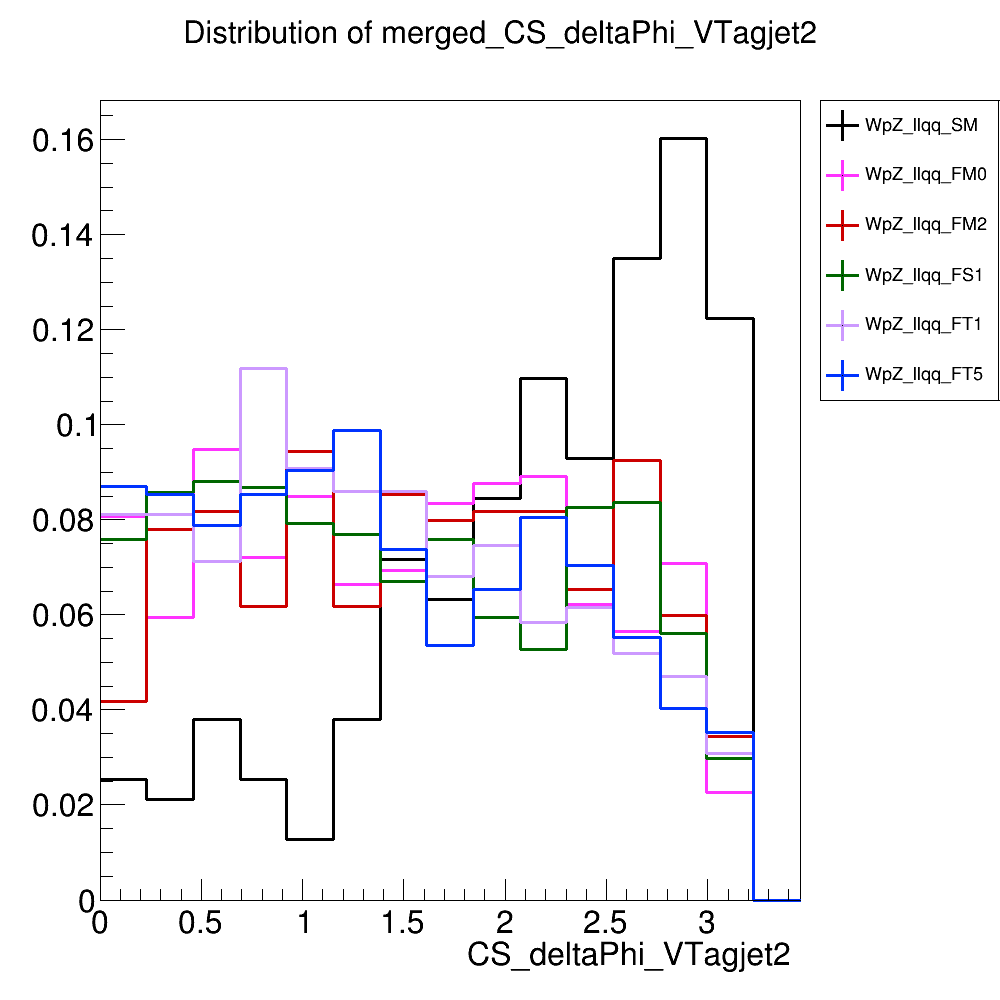 Distribution of merged_CS_deltaPhi_VTagjet2
WpZ_llqq_SM
WpZ_llqq_FM0
WpZ_llqq_FM2
WpZ_llqq_FS1
WpZ_llqq_FT1
WpZ_llqq_FT5
0.16
0.14
0.12
0.1
0.08
0.06
0.04
0.02
0
0 0.5 1 1.5 2 2.5 3
CS_deltaPhi_VTagjet2